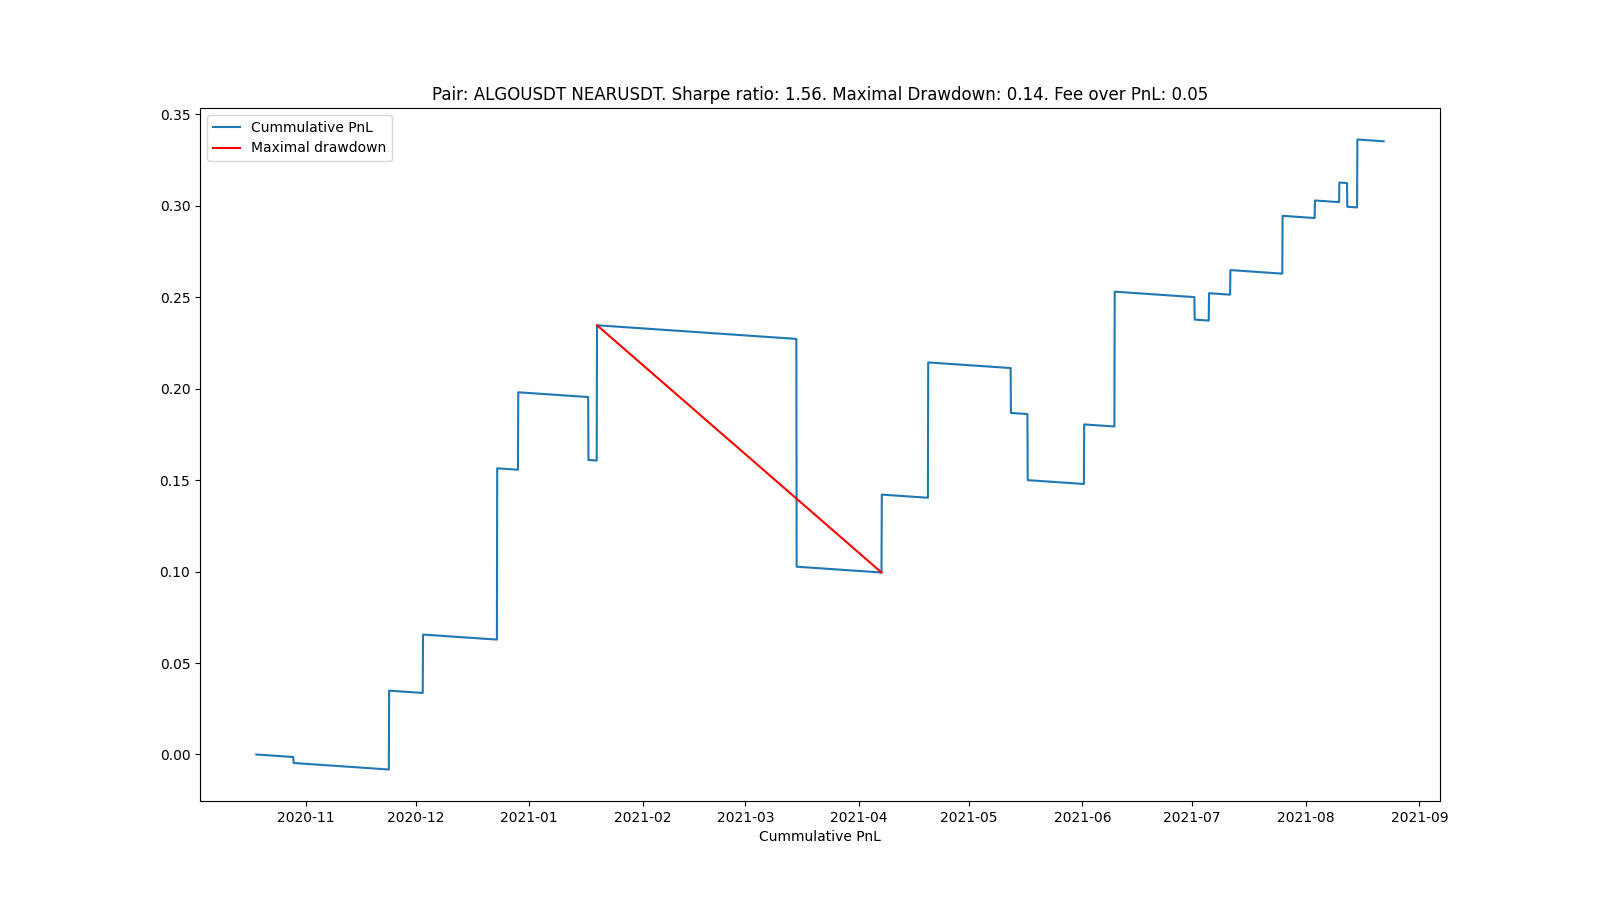 Pair: ALGOUSDT NEARUSDT. Sharpe ratio: 1.56. Maximal Drawdown: 0.14. Fee over PnL: 0.05
Cummulative PnL
Maximal drawdown
0.35
0.30
0.25
0.20
0.15
0.10
0.05
0.00
2020-11 2020-12 2021-01 2021-02 2021-03 2021-04 2021-05 2021-06 2021-07 2021-08 2021-09
Cummulative PnL